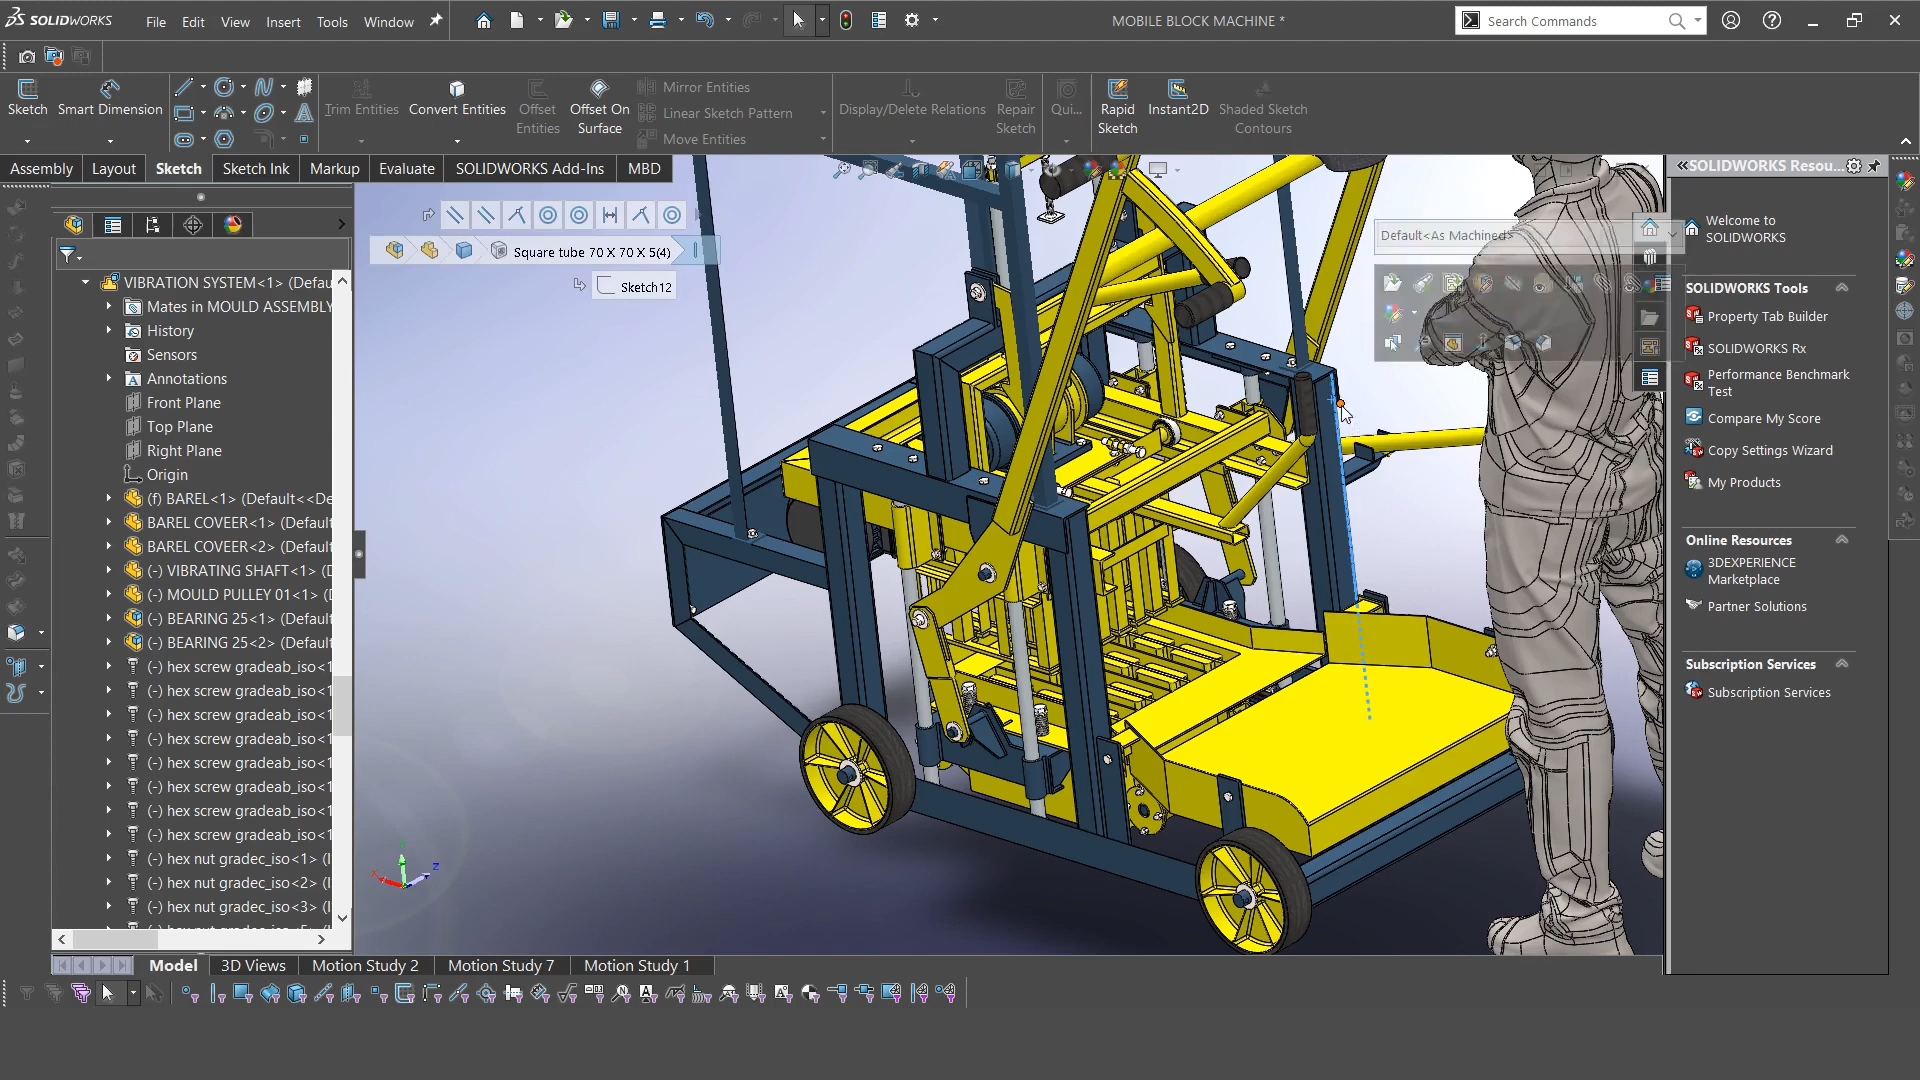 SOLIDWORKS
File Edit View Insert Tools Window
MOBILE BLOCK MACHINE *
Search Commands
Sketch
Smart Dimension
Trim Entities
Convert Entities
Offset
Entities
Offset On
Surface
Mirror Entities
Linear Sketch Pattern
Move Entities
Display/Delete Relations
Repair
Sketch
Qui...
Rapid
Sketch
Instant2D
Shaded Sketch
Contours
Assembly Layout Sketch Sketch Ink Markup Evaluate SOLIDWORKS Add-Ins MBD
VIBRATION SYSTEM<1> (Defau
Mates in MOULD ASSEMBLY
History
Sensors
Annotations
Front Plane
Top Plane
Right Plane
Origin
(f) BAREL<1> (Default<<De
BAREL COVEER<1> (Default
BAREL COVEER<2> (Default
(-) VIBRATING SHAFT<1> (D
(-) MOULD PULLEY 01<1> (D
(-) BEARING 25<1> (Default
(-) BEARING 25<2> (Default
(-) hex screw gradeab_iso<1
(-) hex screw gradeab_iso<1
(-) hex screw gradeab_iso<1
(-) hex screw gradeab_iso<1
(-) hex screw gradeab_iso<1
(-) hex screw gradeab_iso<1
(-) hex screw gradeab_iso<1
(-) hex screw gradeab_iso<1
(-) hex nut gradec_iso<1> (I
(-) hex nut gradec_iso<2> (I
(-) hex nut gradec_iso<3> (I
Square tube 70 X 70 X 5(4)
Sketch12
Default<As Machined>
X
Z
SOLIDWORKS Resou...
Welcome to
SOLIDWORKS
SOLIDWORKS Tools
Property Tab Builder
SOLIDWORKS Rx
Performance Benchmark
Test
Compare My Score
Copy Settings Wizard
My Products
Online Resources
3DEXPERIENCE
Marketplace
Partner Solutions
Subscription Services
Subscription Services
Model 3D Views Motion Study 2 Motion Study 7 Motion Study 1